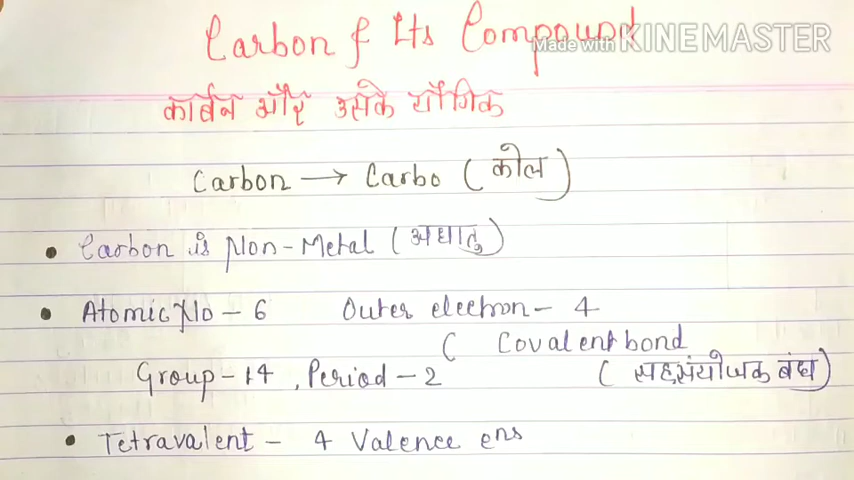 Carbon & Its Compound
Made with KINEMASTER
कार्बन और उसके यौगिक
Carbon → Carbo (कोल)
• Carbon is Non-Metal (अधातु)
• Atomic No - 6 Outer electron - 4
( Covalent bond
Group - 14, Period - 2 (सहसंयोजक बंध)
• Tetravalent - 4 Valence ens